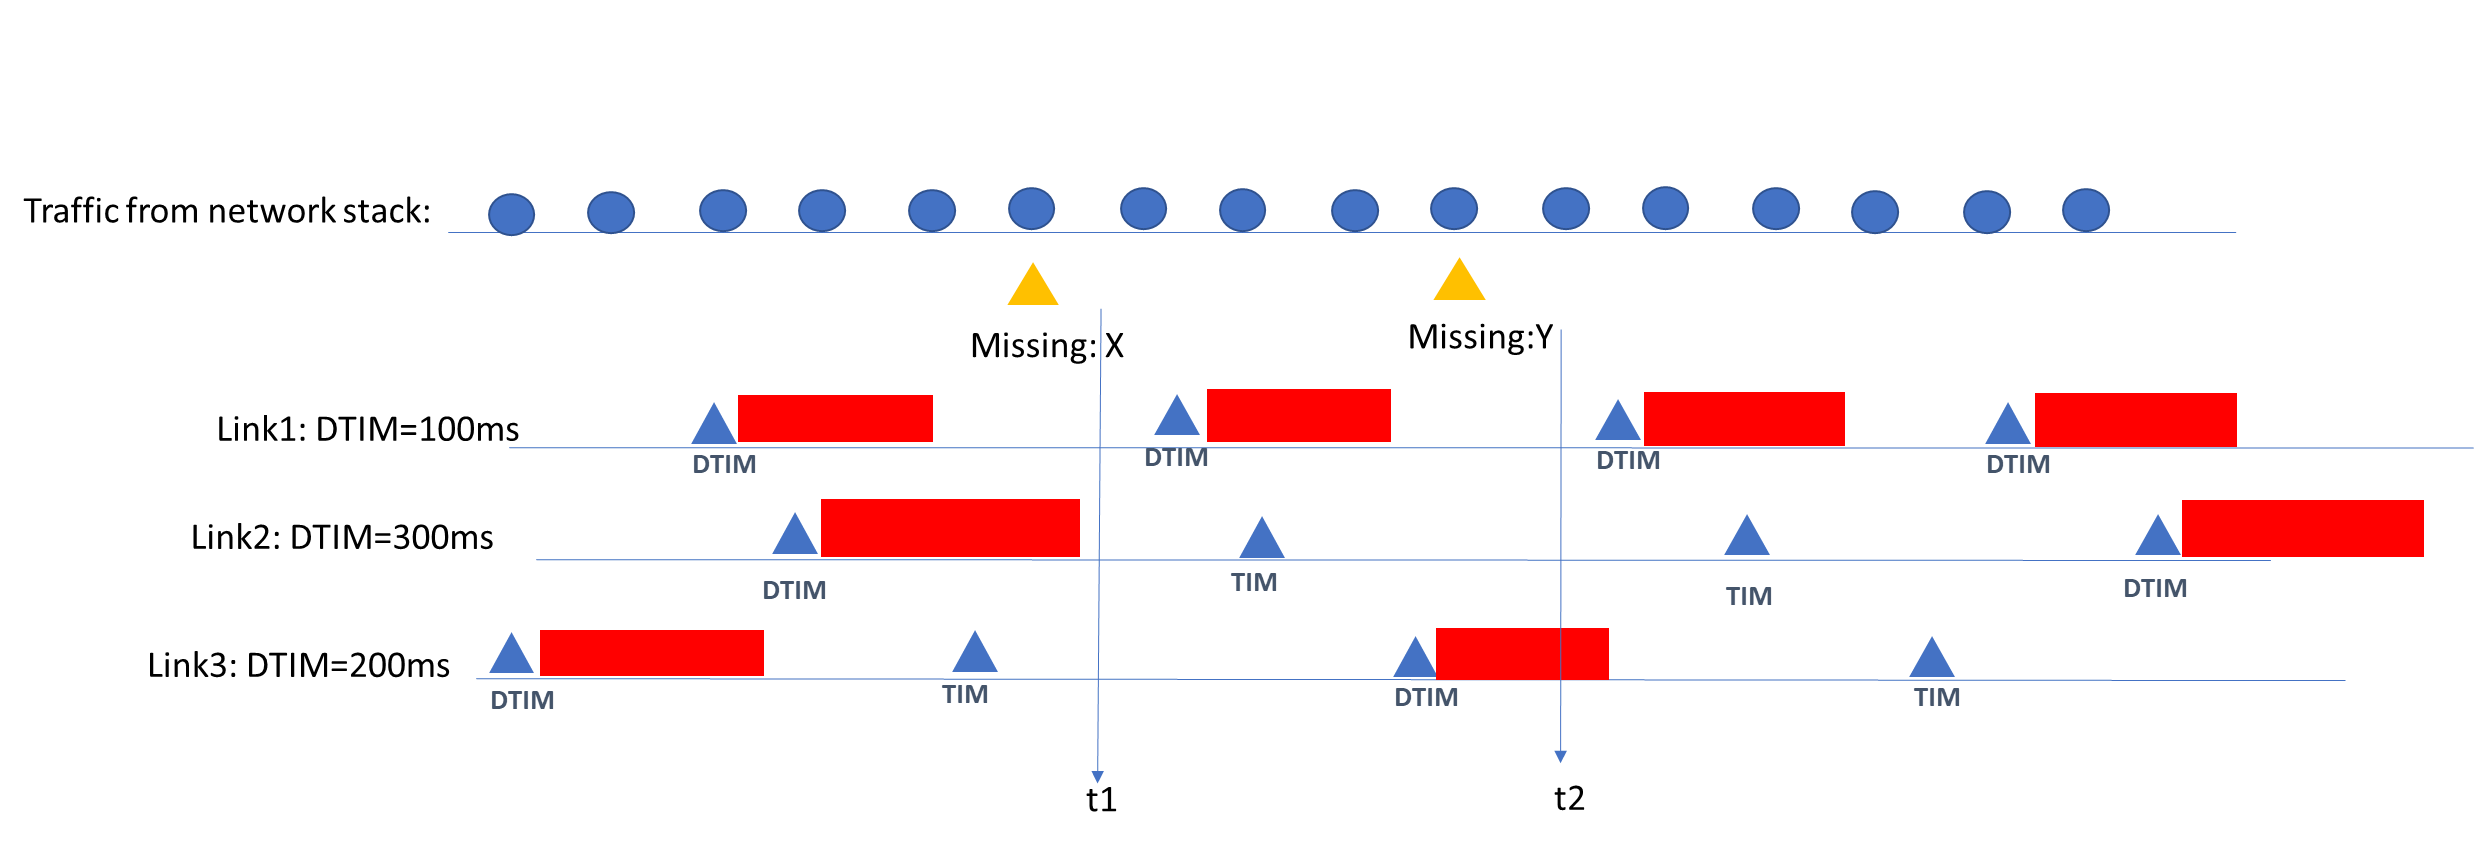 Traffic from network stack:
Missing: X
Missing:Y
Link1: DTIM=100ms
DTIM
DTIM
DTIM
DTIM
Link2: DTIM=300ms
DTIM
TIM
TIM
DTIM
Link3: DTIM=200ms
DTIM
TIM
DTIM
TIM
t1
t2